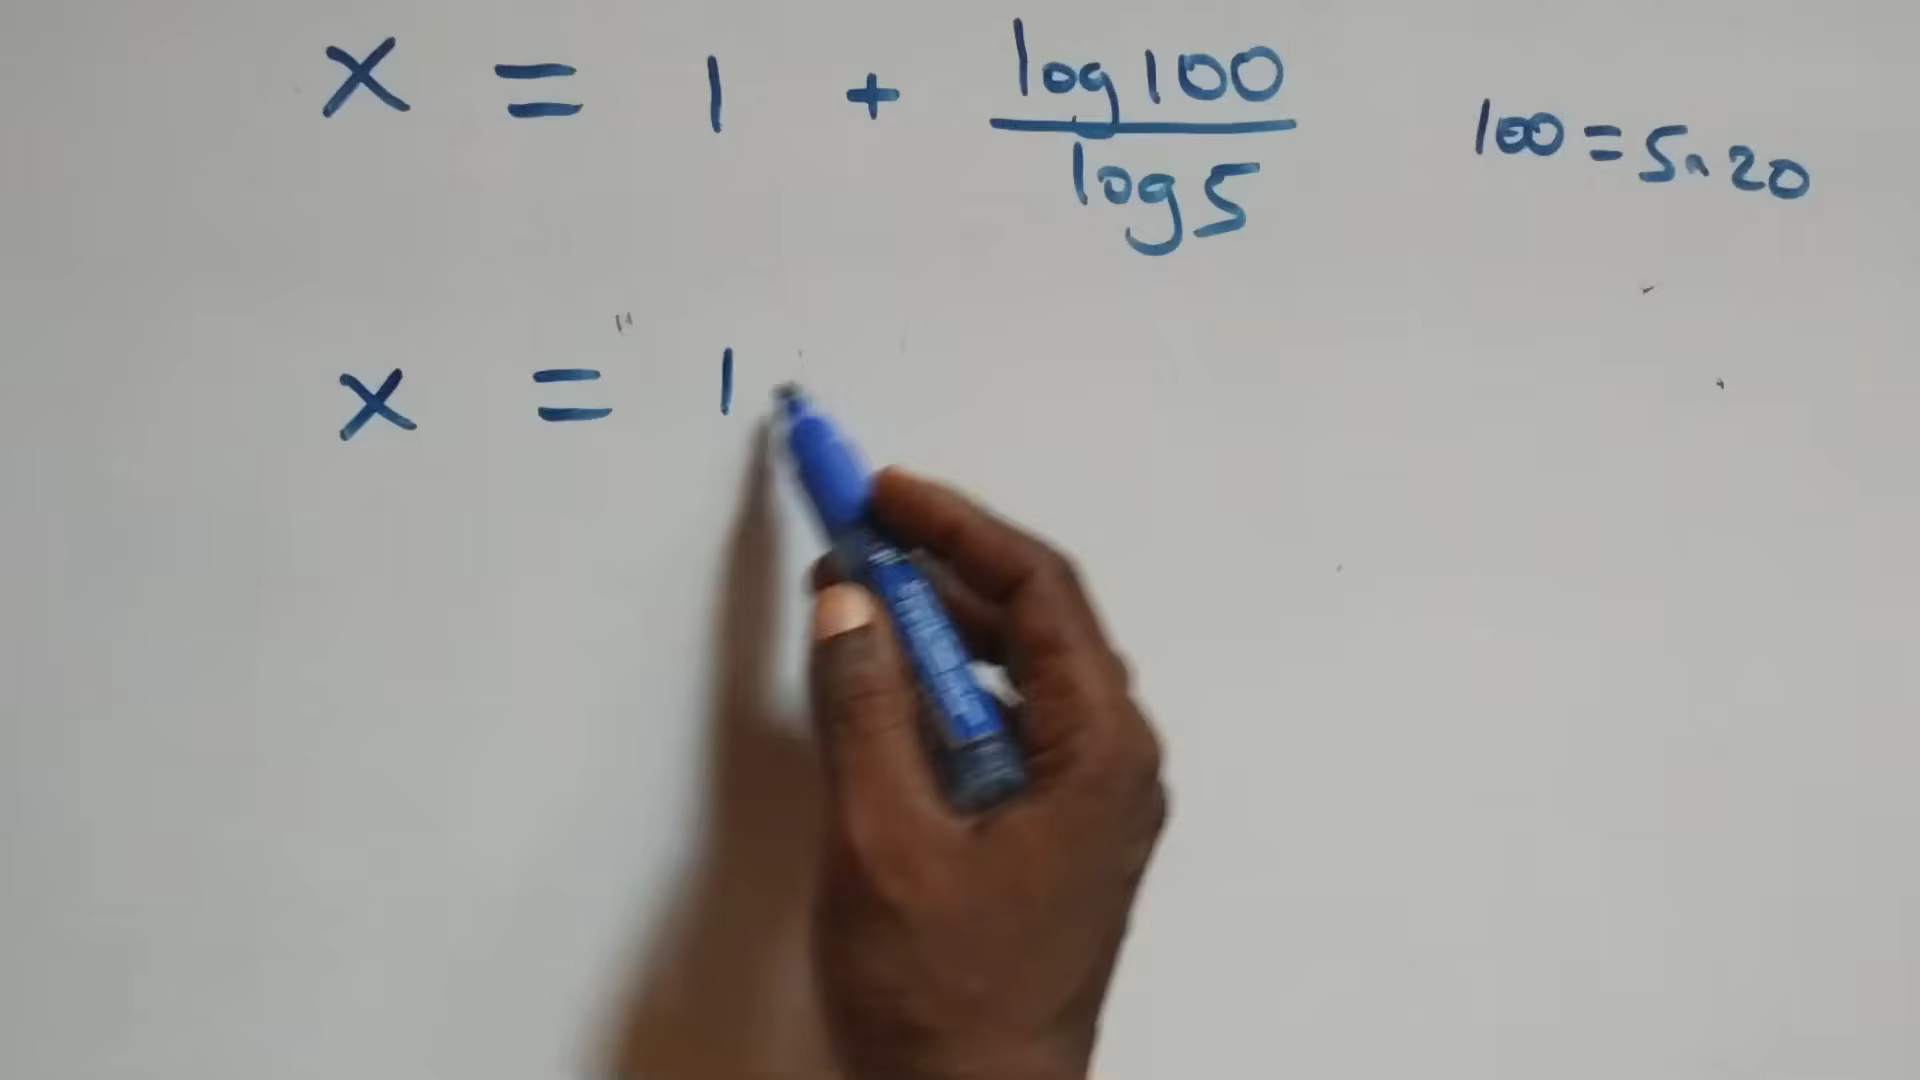 x = 1 + log100/log5
100 = 5×20
x = 1